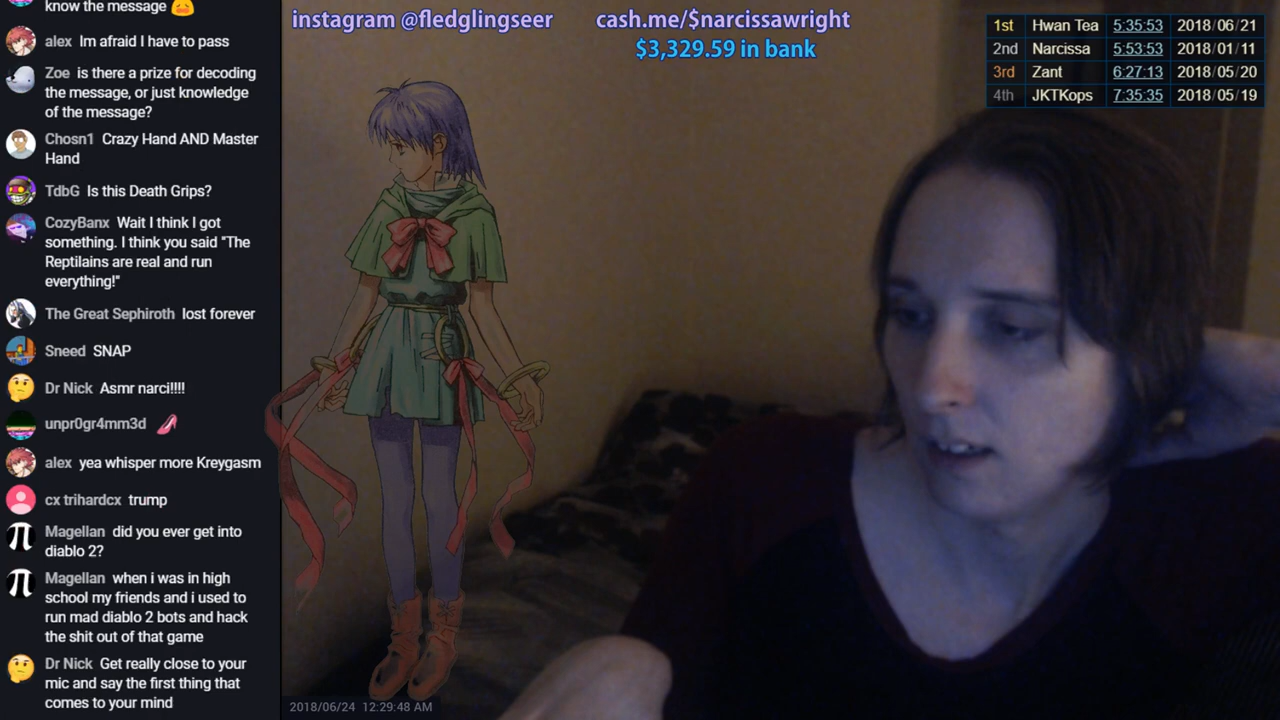 know the message
alex Im afraid I have to pass
Zoe is there a prize for decoding
the message, or just knowledge
of the message?
Chosn1 Crazy Hand AND Master
Hand
TdbG Is this Death Grips?
CozyBanx Wait I think I got
something. I think you said "The
Reptilains are real and run
everything!"
The Great Sephiroth lost forever
Sneed SNAP
Dr Nick Asmr narci!!!!
unpr0gr4mm3d
alex yea whisper more Kreygasm
cx trihardcx trump
Magellan did you ever get into
diablo 2?
Magellan when i was in high
school my friends and i used to
run mad diablo 2 bots and hack
the shit out of that game
Dr Nick Get really close to your
mic and say the first thing that
comes to your mind
instagram @fledglingseer cash.me/$narcissawright
$3,329.59 in bank
1st Hwan Tea 5:35:53 2018/06/21
2nd Narcissa 5:53:53 2018/01/11
3rd Zant 6:27:13 2018/05/20
4th JKTKops 7:35:35 2018/05/19
2018/06/24 12:29:48 AM